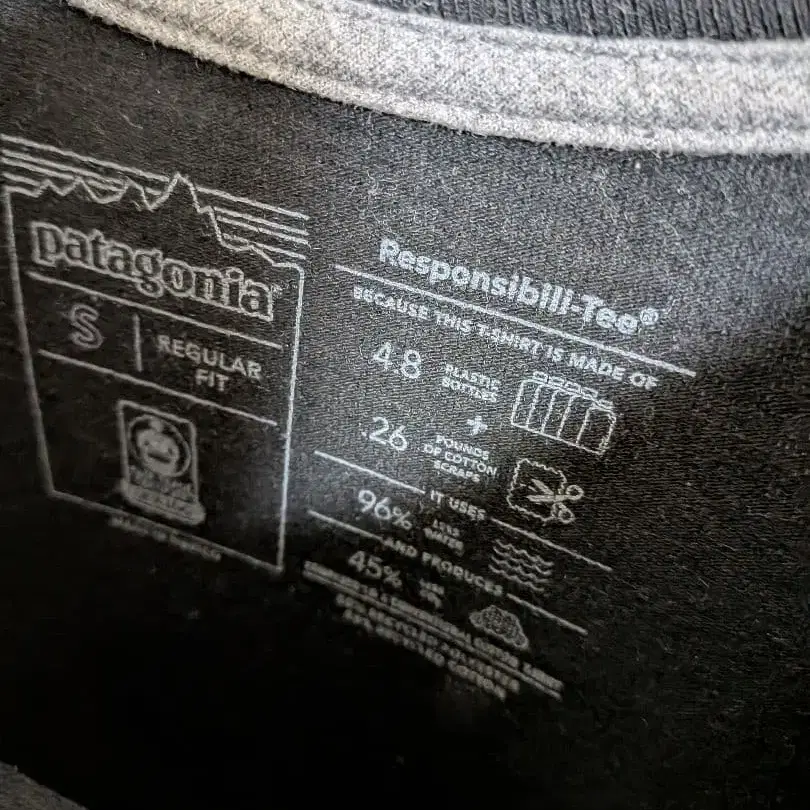 patagonia
S
REGULAR
FIT
Responsibili-Tee®
BECAUSE THIS T-SHIRT IS MADE OF
4.8 PLASTIC
BOTTLES
+
.26 POUNDS
OF COTTON
SCRAPS
IT USES
96% LESS
WATER
AND PRODUCES
45%